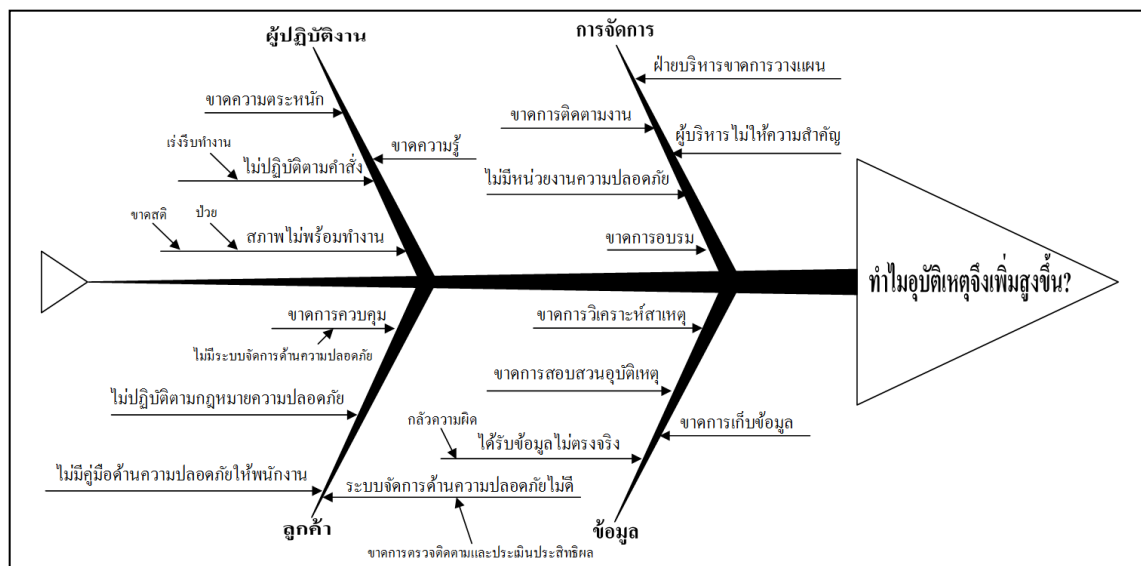 ผู้ปฏิบัติงาน
ขาดความตระหนัก
ขาดความรู้
เร่งรีบทำงาน
ไม่ปฏิบัติตามคำสั่ง
ขาดสติ
ป่วย
สภาพไม่พร้อมทำงาน
การจัดการ
ฝ่ายบริหารขาดการวางแผน
ขาดการติดตามงาน
ผู้บริหารไม่ให้ความสำคัญ
ไม่มีหน่วยงานความปลอดภัย
ขาดการอบรม
ทำไมอุบัติเหตุจึงเพิ่มสูงขึ้น?
ขาดการควบคุม
ไม่มีระบบจัดการด้านความปลอดภัย
ไม่ปฏิบัติตามกฎหมายความปลอดภัย
ไม่มีคู่มือด้านความปลอดภัยให้พนักงาน
ระบบจัดการด้านความปลอดภัยไม่ดี
ขาดการตรวจติดตามและประเมินประสิทธิผล
ลูกค้า
ขาดการวิเคราะห์สาเหตุ
ขาดการสอบสวนอุบัติเหตุ
กลัวความผิด
ได้รับข้อมูลไม่ตรงจริง
ขาดการเก็บข้อมูล
ข้อมูล